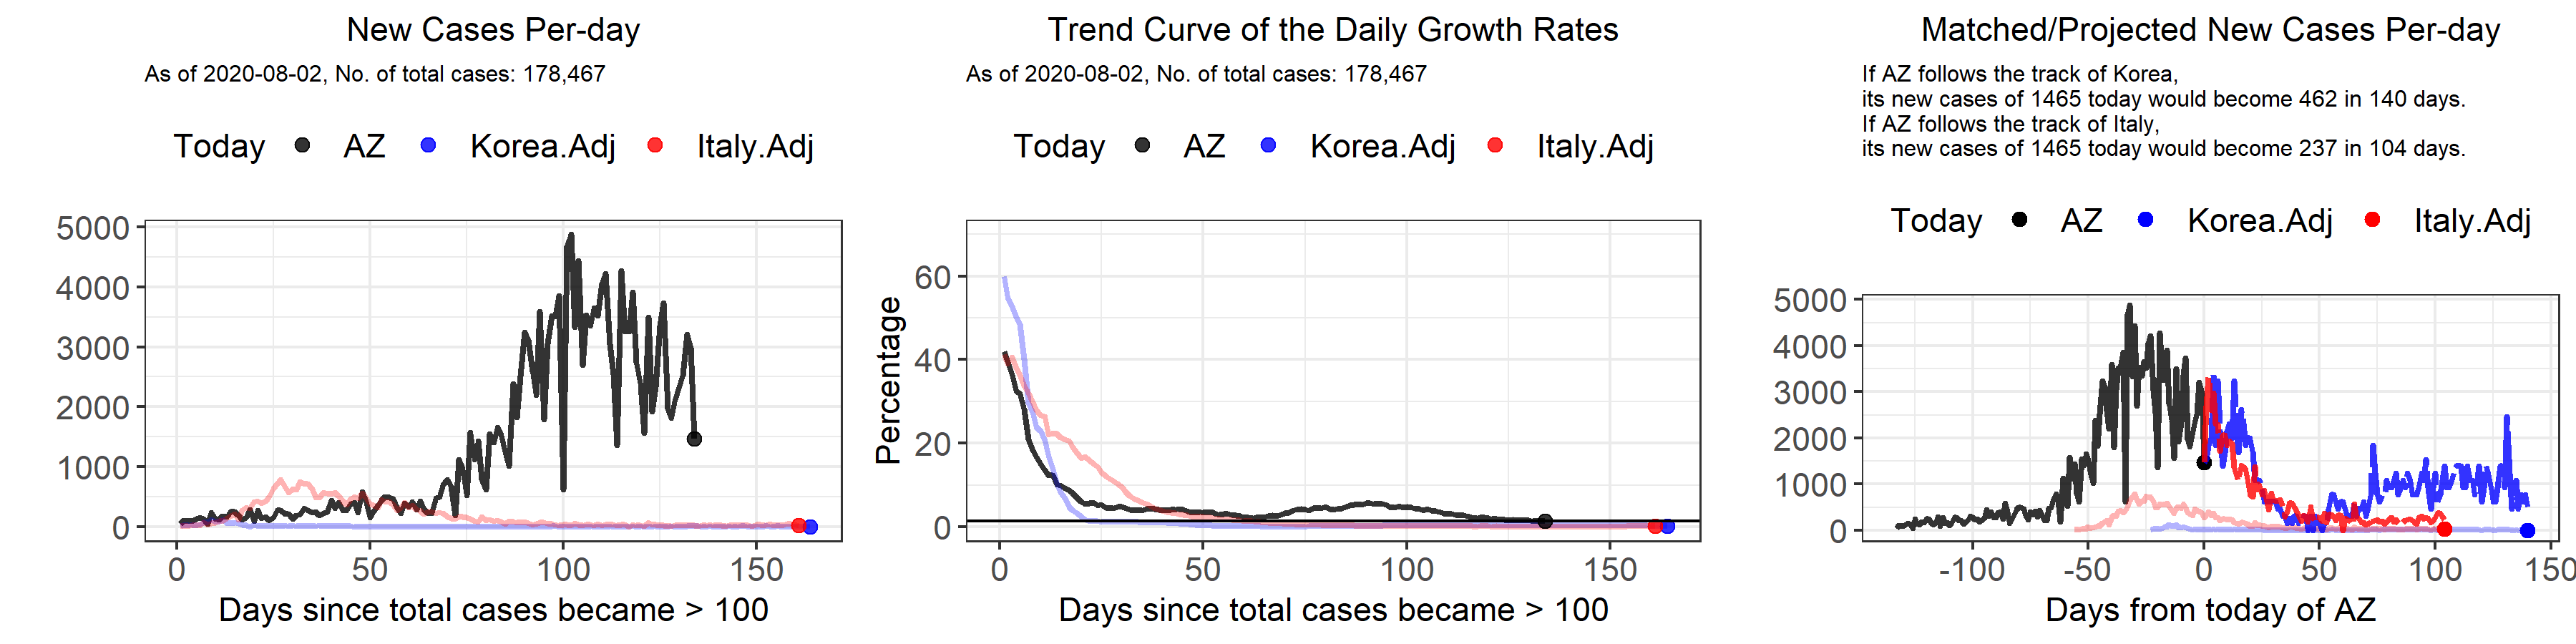 New Cases Per-day
As of 2020-08-02, No. of total cases: 178,467
Today AZ Korea.Adj Italy.Adj
5000
4000
3000
2000
1000
0
0 50 100 150
Days since total cases became > 100
Trend Curve of the Daily Growth Rates
As of 2020-08-02, No. of total cases: 178,467
Today AZ Korea.Adj Italy.Adj
Percentage
60
40
20
0
0 50 100 150
Days since total cases became > 100
Matched/Projected New Cases Per-day
If AZ follows the track of Korea,
its new cases of 1465 today would become 462 in 140 days.
If AZ follows the track of Italy,
its new cases of 1465 today would become 237 in 104 days.
Today AZ Korea.Adj Italy.Adj
5000
4000
3000
2000
1000
0
-100 -50 0 50 100 150
Days from today of AZ